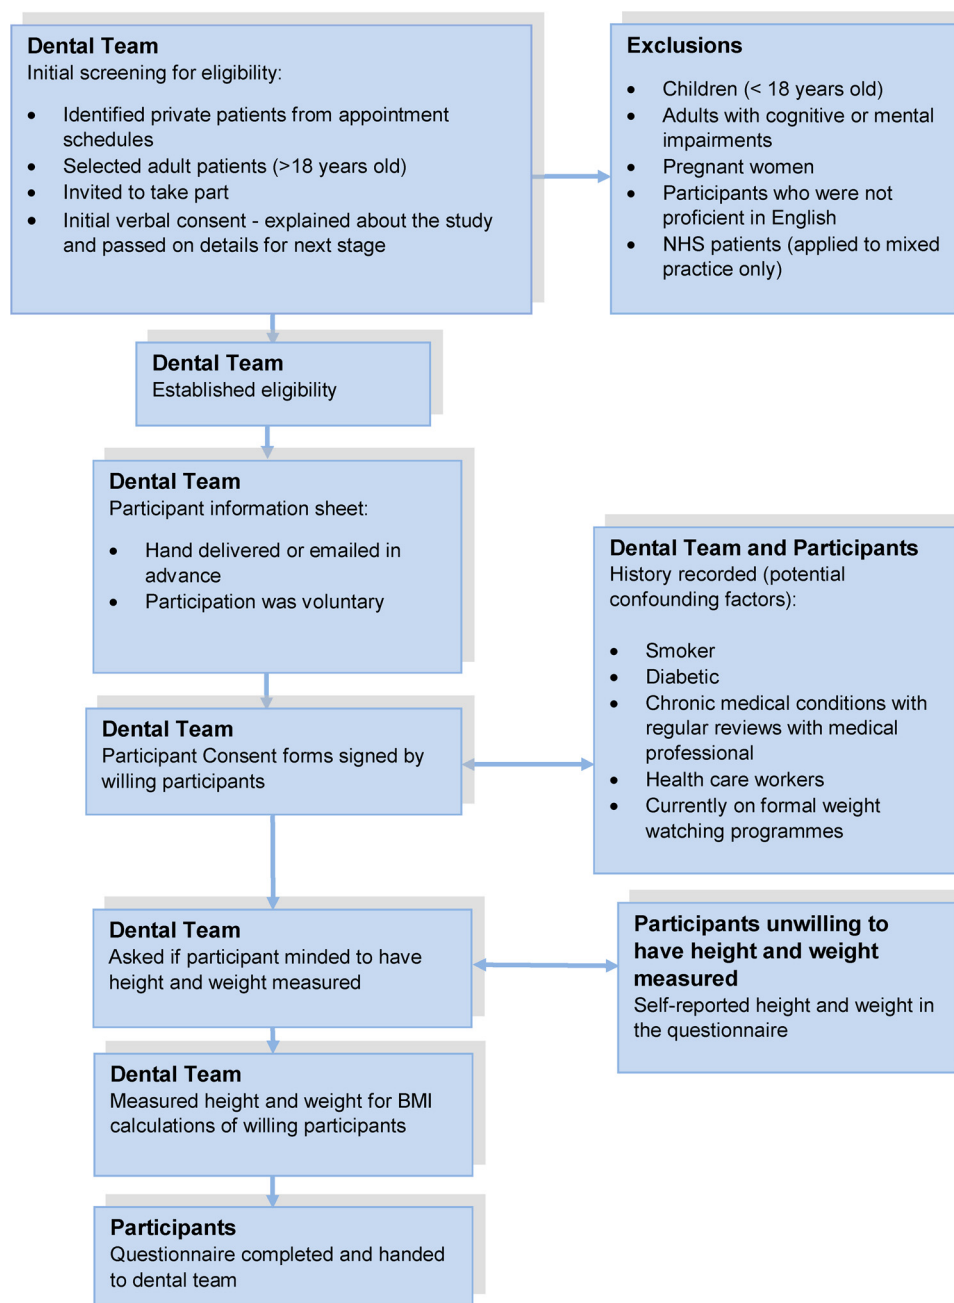 Dental Team
Initial screening for eligibility:
• Identified private patients from appointment
schedules
• Selected adult patients (>18 years old)
• Invited to take part
• Initial verbal consent - explained about the study
and passed on details for next stage
Exclusions
• Children (< 18 years old)
• Adults with cognitive or mental
impairments
• Pregnant women
• Participants who were not
proficient in English
• NHS patients (applied to mixed
practice only)
Dental Team
Established eligibility
Dental Team
Participant information sheet:
• Hand delivered or emailed in
advance
• Participation was voluntary
Dental Team and Participants
History recorded (potential
confounding factors):
• Smoker
• Diabetic
• Chronic medical conditions with
regular reviews with medical
professional
• Health care workers
• Currently on formal weight
watching programmes
Dental Team
Participant Consent forms signed by
willing participants
Dental Team
Asked if participant minded to have
height and weight measured
Participants unwilling to
have height and weight
measured
Self-reported height and weight in
the questionnaire
Dental Team
Measured height and weight for BMI
calculations of willing participants
Participants
Questionnaire completed and handed
to dental team